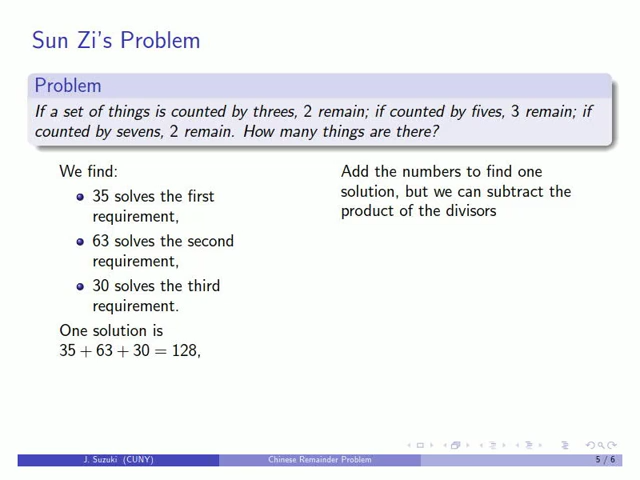 Sun Zi's Problem
Problem
If a set of things is counted by threes, 2 remain; if counted by fives, 3 remain; if
counted by sevens, 2 remain. How many things are there?
We find:
35 solves the first
requirement,
63 solves the second
requirement,
30 solves the third
requirement.
One solution is
35 + 63 + 30 = 128,
Add the numbers to find one
solution, but we can subtract the
product of the divisors
J. Suzuki (CUNY)
Chinese Remainder Problem
5 / 6